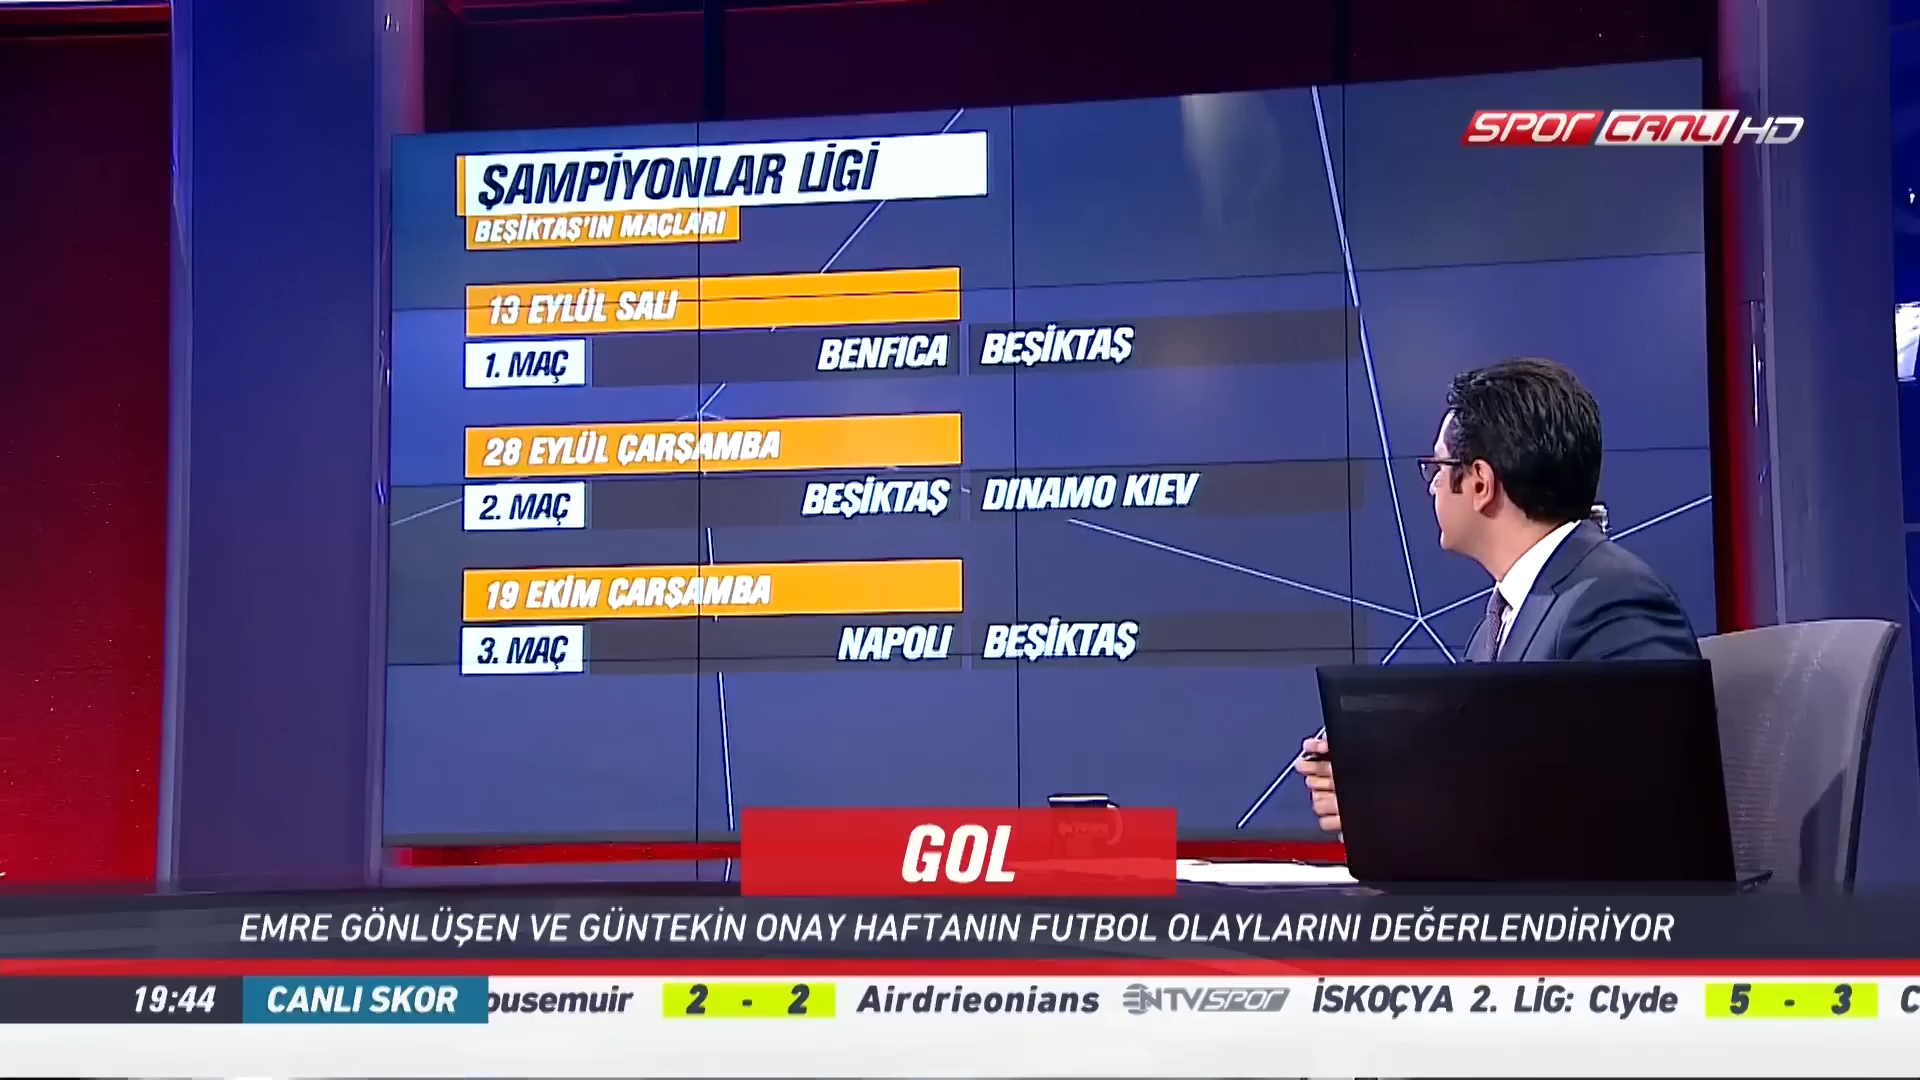 SPOR CANLI HD
ŞAMPİYONLAR LİGİ
BEŞİKTAŞ'IN MAÇLARI
13 EYLÜL SALI
1. MAÇ BENFICA BEŞİKTAŞ
28 EYLÜL ÇARŞAMBA
2. MAÇ BEŞİKTAŞ DINAMO KIEV
19 EKİM ÇARŞAMBA
3. MAÇ NAPOLI BEŞİKTAŞ
GOL
EMRE GÖNLÜŞEN VE GÜNTEKİN ONAY HAFTANIN FUTBOL OLAYLARINI DEĞERLENDİRİYOR
19:44 CANLI SKOR ousemuir 2 - 2 Airdrieonians NTVSPOR İSKOÇYA 2. LİG: Clyde 5 - 3 C